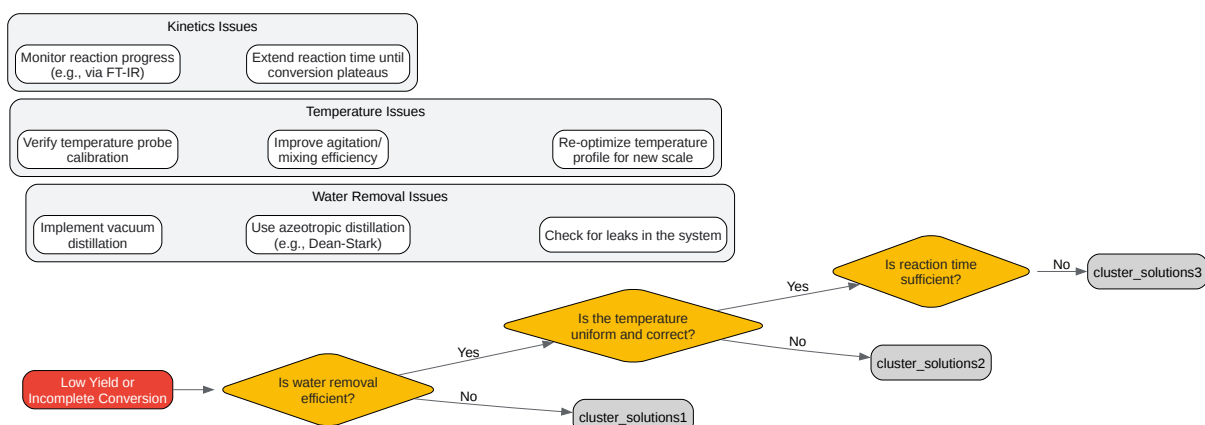 Kinetics Issues
Monitor reaction progress
(e.g., via FT-IR)
Extend reaction time until
conversion plateaus
Temperature Issues
Verify temperature probe
calibration
Improve agitation/
mixing efficiency
Re-optimize temperature
profile for new scale
Water Removal Issues
Implement vacuum
distillation
Use azeotropic distillation
(e.g., Dean-Stark)
Check for leaks in the system
Is reaction time
sufficient?
No
cluster_solutions3
Yes
Is the temperature
uniform and correct?
No
cluster_solutions2
Yes
Low Yield or
Incomplete Conversion
Is water removal
efficient?
No
cluster_solutions1